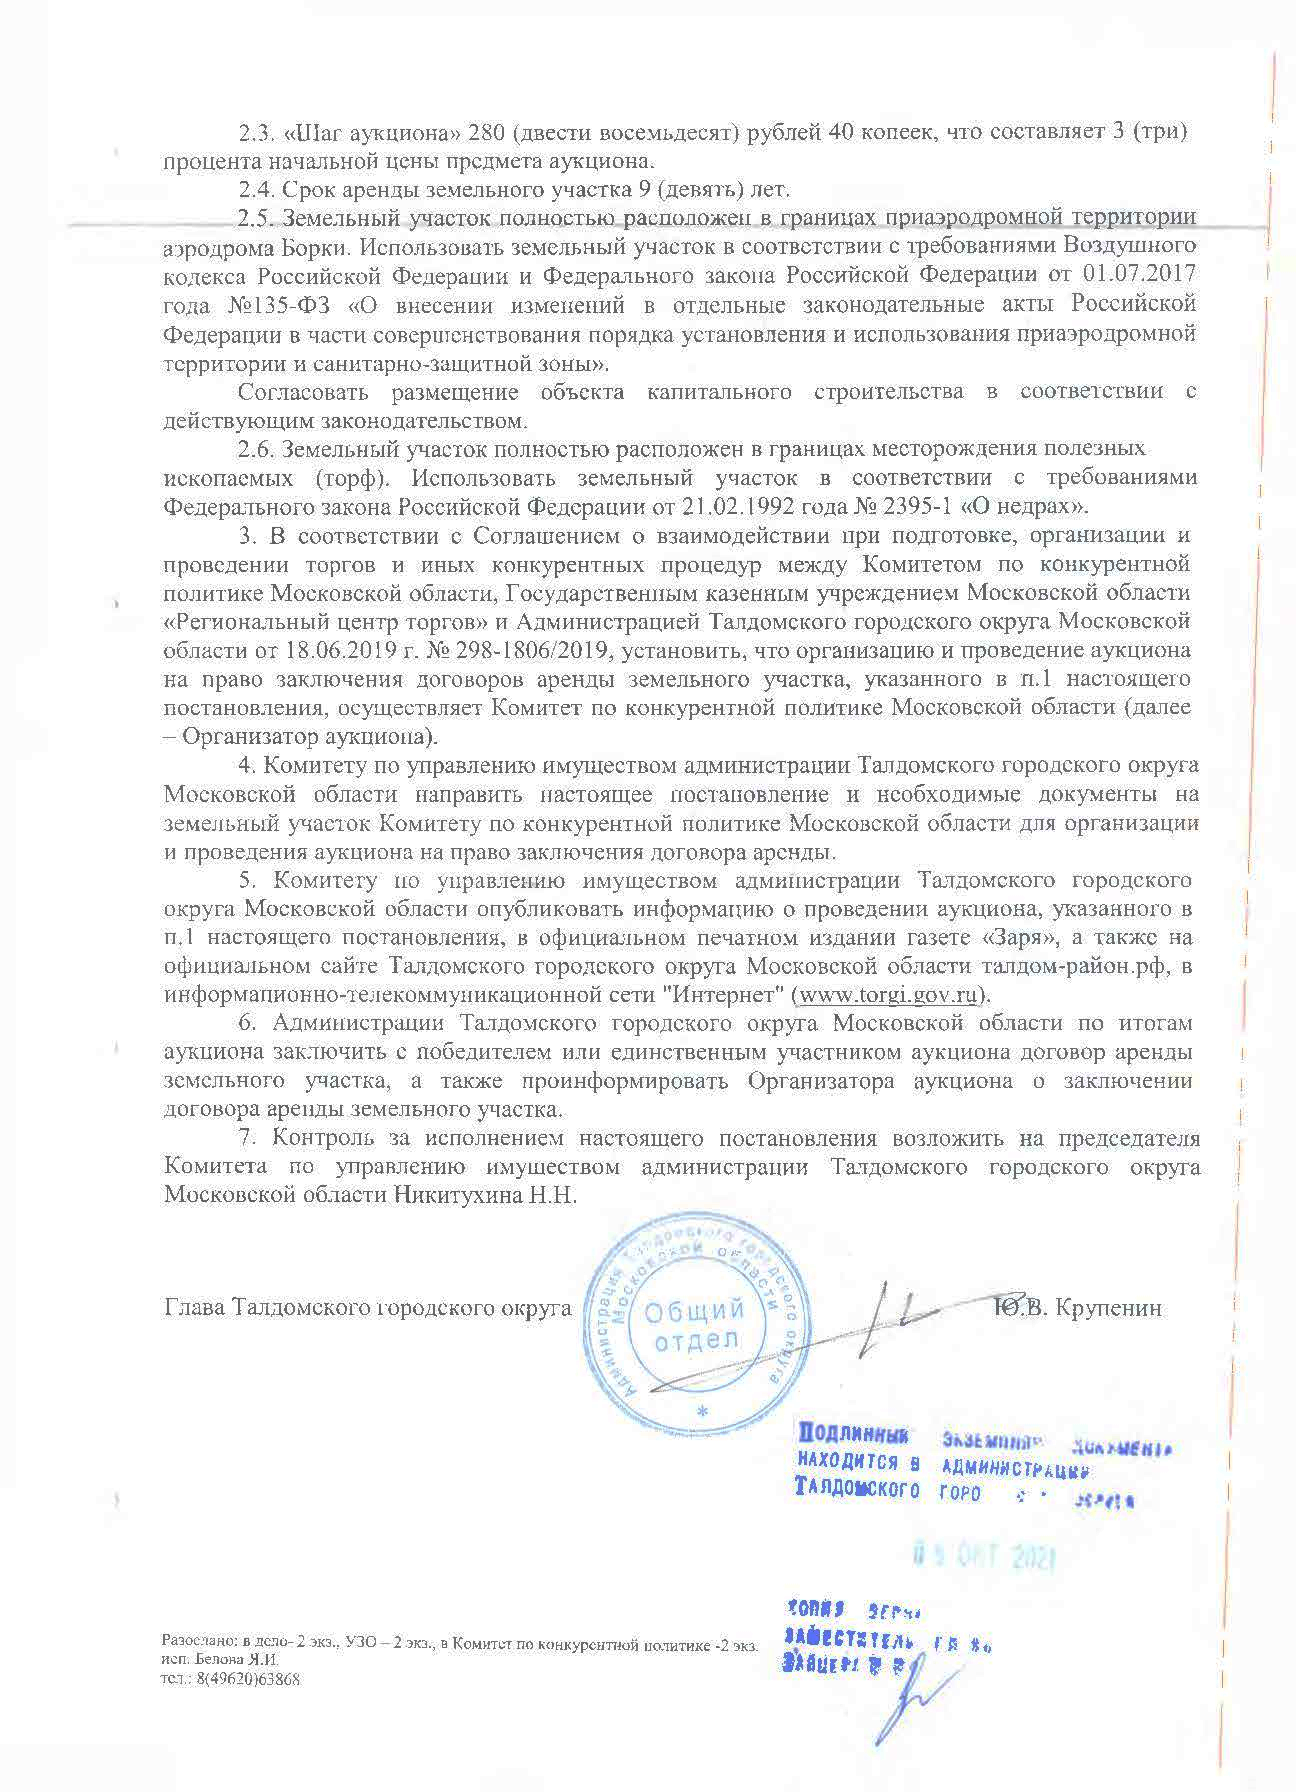 2.3. «Шаг аукциона» 280 (двести восемьдесят) рублей 40 копеек, что составляет 3 (три)
процента начальной цены предмета аукциона.
2.4. Срок аренды земельного участка 9 (девять) лет.
2.5. Земельный участок полностью расположен в границах приаэродромной территории
аэродрома Борки. Использовать земельный участок в соответствии с требованиями Воздушного
кодекса Российской Федерации и Федерального закона Российской Федерации от 01.07.2017
года №135-ФЗ «О внесении изменений в отдельные законодательные акты Российской
Федерации в части совершенствования порядка установления и использования приаэродромной
территории и санитарно-защитной зоны».
Согласовать размещение объекта капитального строительства в соответствии с
действующим законодательством.
2.6. Земельный участок полностью расположен в границах месторождения полезных
ископаемых (торф). Использовать земельный участок в соответствии с требованиями
Федерального закона Российской Федерации от 21.02.1992 года № 2395-1 «О недрах».
3. В соответствии с Соглашением о взаимодействии при подготовке, организации и
проведении торгов и иных конкурентных процедур между Комитетом по конкурентной
политике Московской области, Государственным казенным учреждением Московской области
«Региональный центр торгов» и Администрацией Талдомского городского округа Московской
области от 18.06.2019 г. № 298-1806/2019, установить, что организацию и проведение аукциона
на право заключения договоров аренды земельного участка, указанного в п.1 настоящего
постановления, осуществляет Комитет по конкурентной политике Московской области (далее
– Организатор аукциона).
4. Комитету по управлению имуществом администрации Талдомского городского округа
Московской области направить настоящее постановление и необходимые документы на
земельный участок Комитету по конкурентной политике Московской области для организации
и проведения аукциона на право заключения договора аренды.
5. Комитету по управлению имуществом администрации Талдомского городского
округа Московской области опубликовать информацию о проведении аукциона, указанного в
п.1 настоящего постановления, в официальном печатном издании газете «Заря», а также на
официальном сайте Талдомского городского округа Московской области талдом-район.рф, в
информационно-телекоммуникационной сети "Интернет" (www.torgi.gov.ru).
6. Администрации Талдомского городского округа Московской области по итогам
аукциона заключить с победителем или единственным участником аукциона договор аренды
земельного участка, а также проинформировать Организатора аукциона о заключении
договора аренды земельного участка.
7. Контроль за исполнением настоящего постановления возложить на председателя
Комитета по управлению имуществом администрации Талдомского городского округа
Московской области Никитухина Н.Н.
Администрация Талдомского городского округа
Московской области
Общий
отдел
Глава Талдомского городского округа Ю.В. Крупенин
Подлинный экземпляр документа
находится в администрации
Талдомского
ОКТ 2021
Копия верна
Заместитель
Разослано: в дело- 2 экз., УЗО – 2 экз., в Комитет по конкурентной политике -2 экз.
исп. Белова Я.И.
тел.: 8(49620)63868